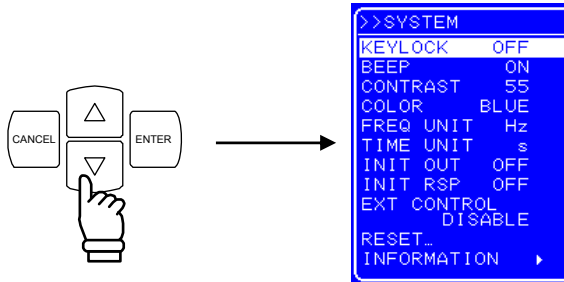 CANCEL
ENTER
>>SYSTEM
KEYLOCK OFF
BEEP ON
CONTRAST 55
COLOR BLUE
FREQ UNIT Hz
TIME UNIT s
INIT OUT OFF
INIT RSP OFF
EXT CONTROL
DISABLE
RESET…
INFORMATION